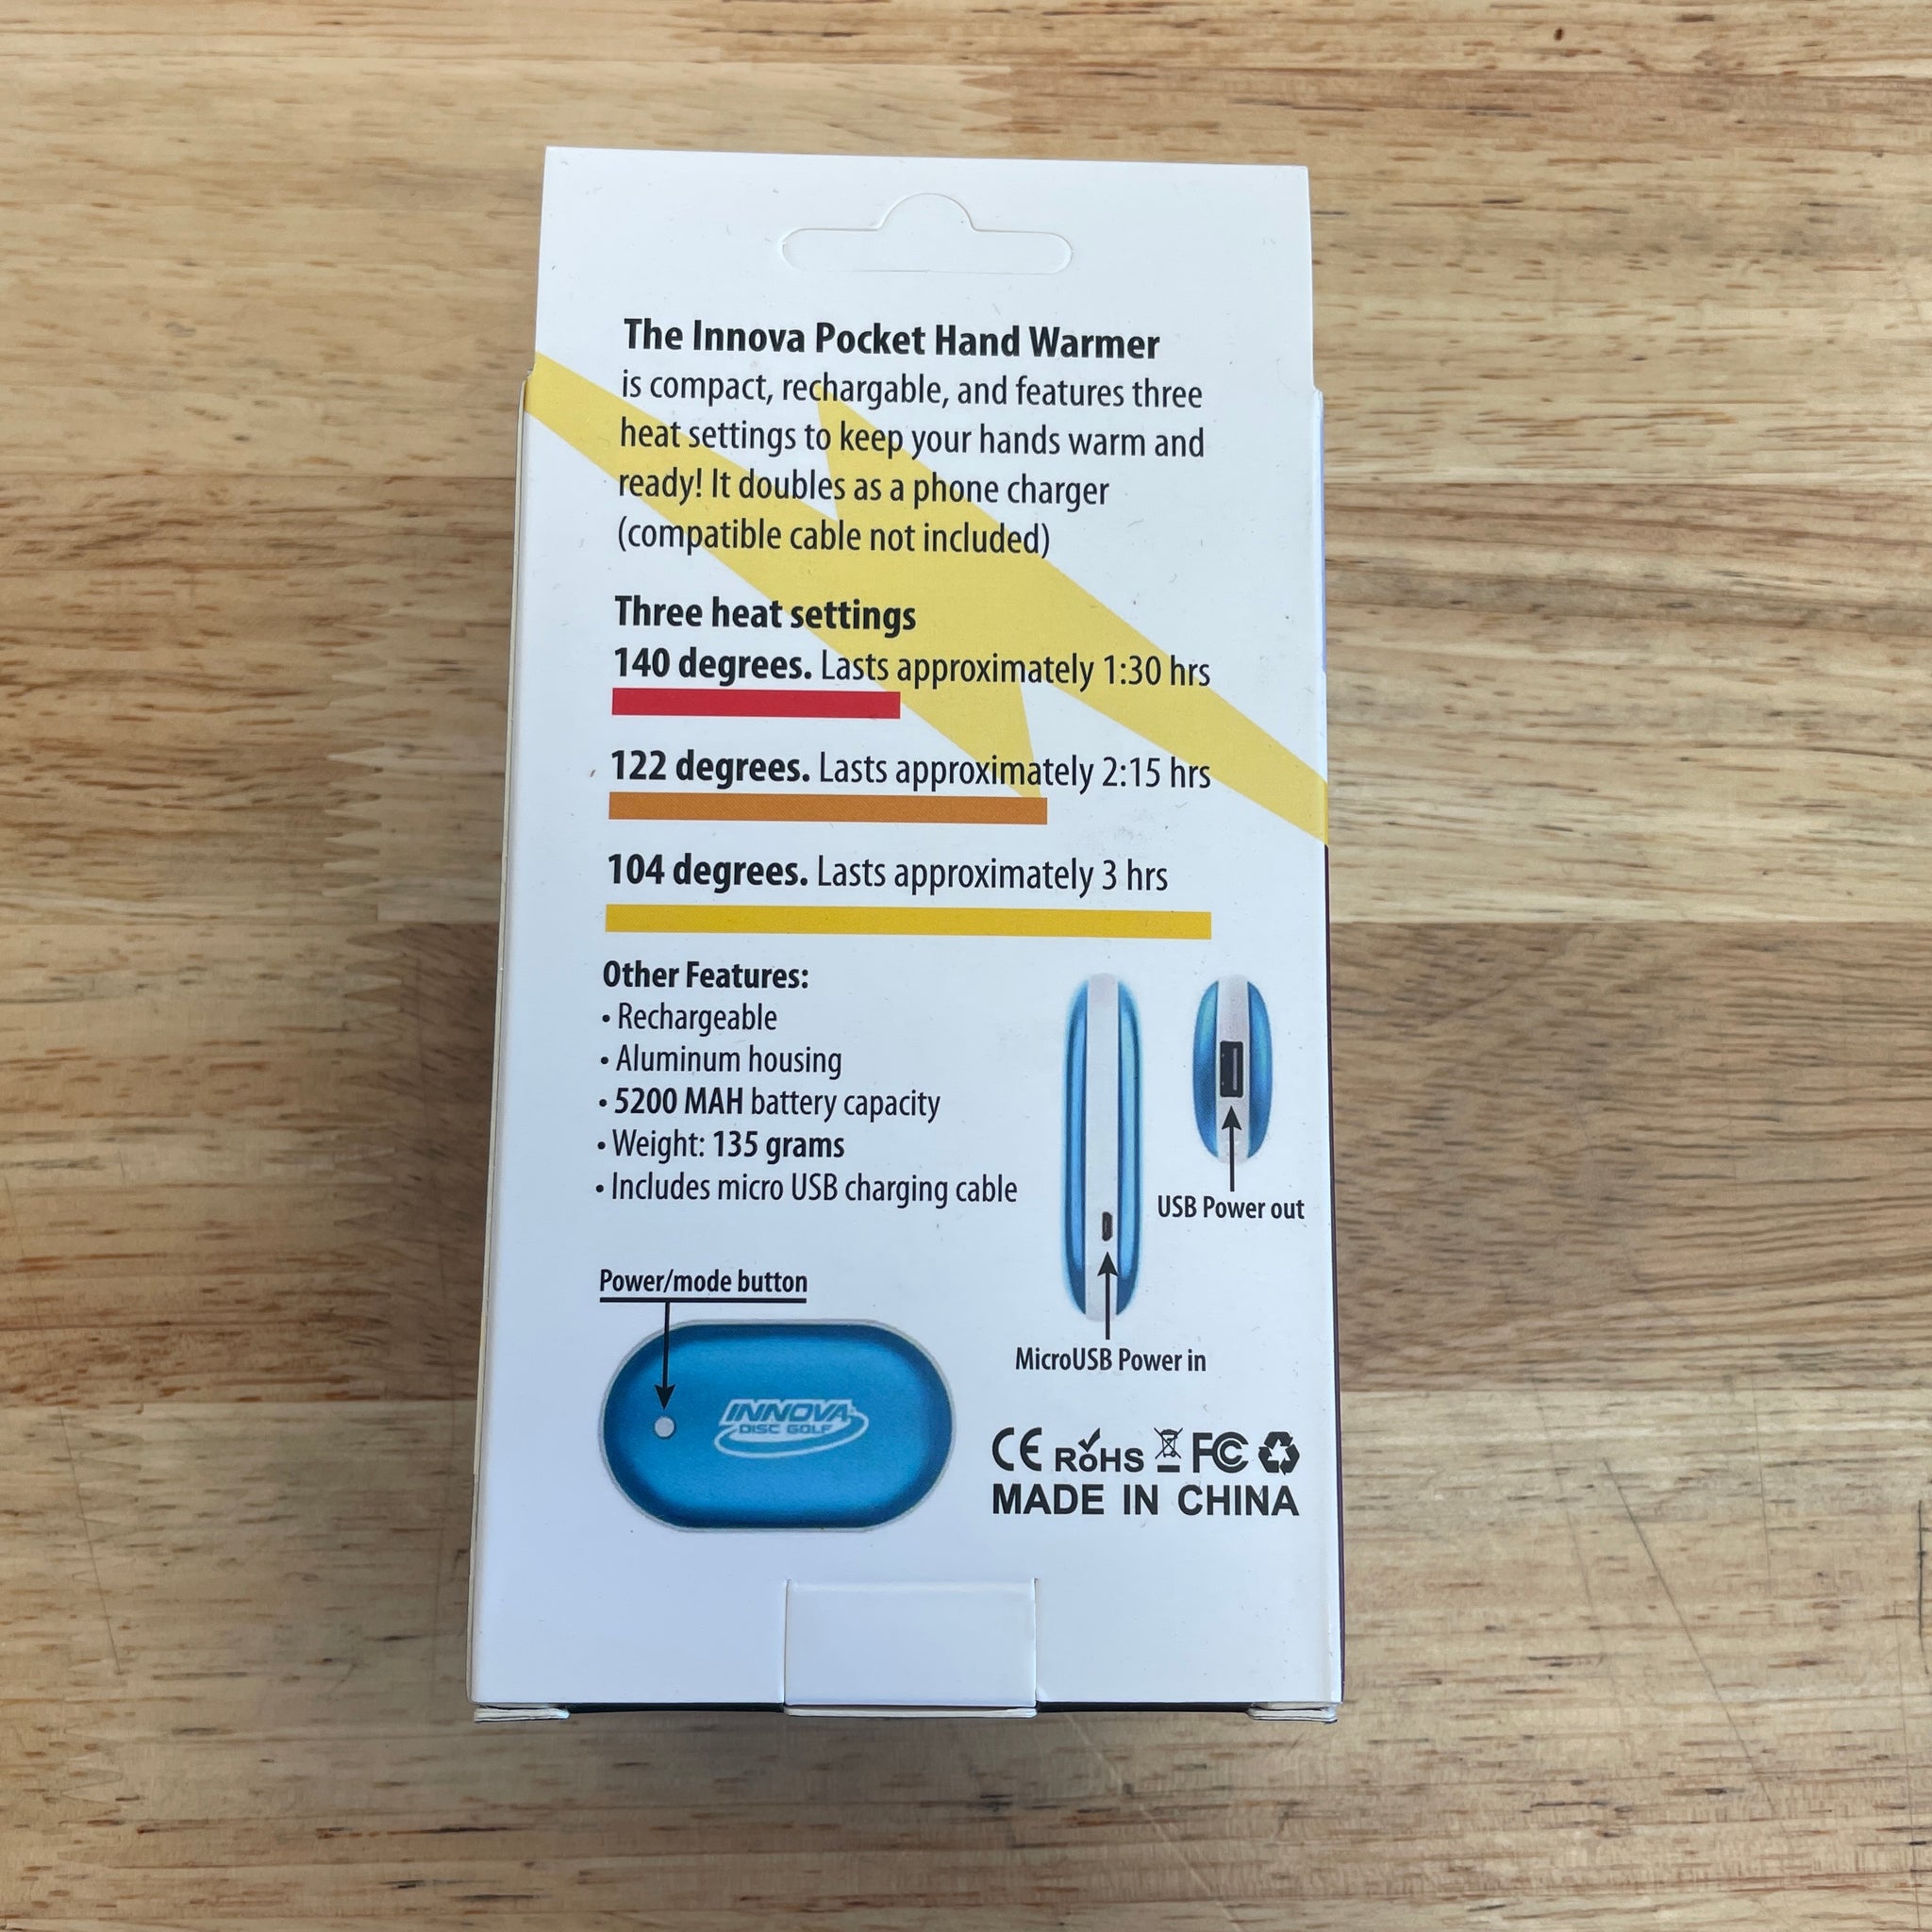 The Innova Pocket Hand Warmer
is compact, rechargable, and features three
heat settings to keep your hands warm and
ready! It doubles as a phone charger
(compatible cable not included)
Three heat settings
140 degrees. Lasts approximately 1:30 hrs
122 degrees. Lasts approximately 2:15 hrs
104 degrees. Lasts approximately 3 hrs
Other Features:
• Rechargeable
• Aluminum housing
• 5200 MAH battery capacity
• Weight: 135 grams
• Includes micro USB charging cable
USB Power out
Power/mode button
MicroUSB Power in
INNOVA
DISC GOLF
CE RoHS FC
MADE IN CHINA